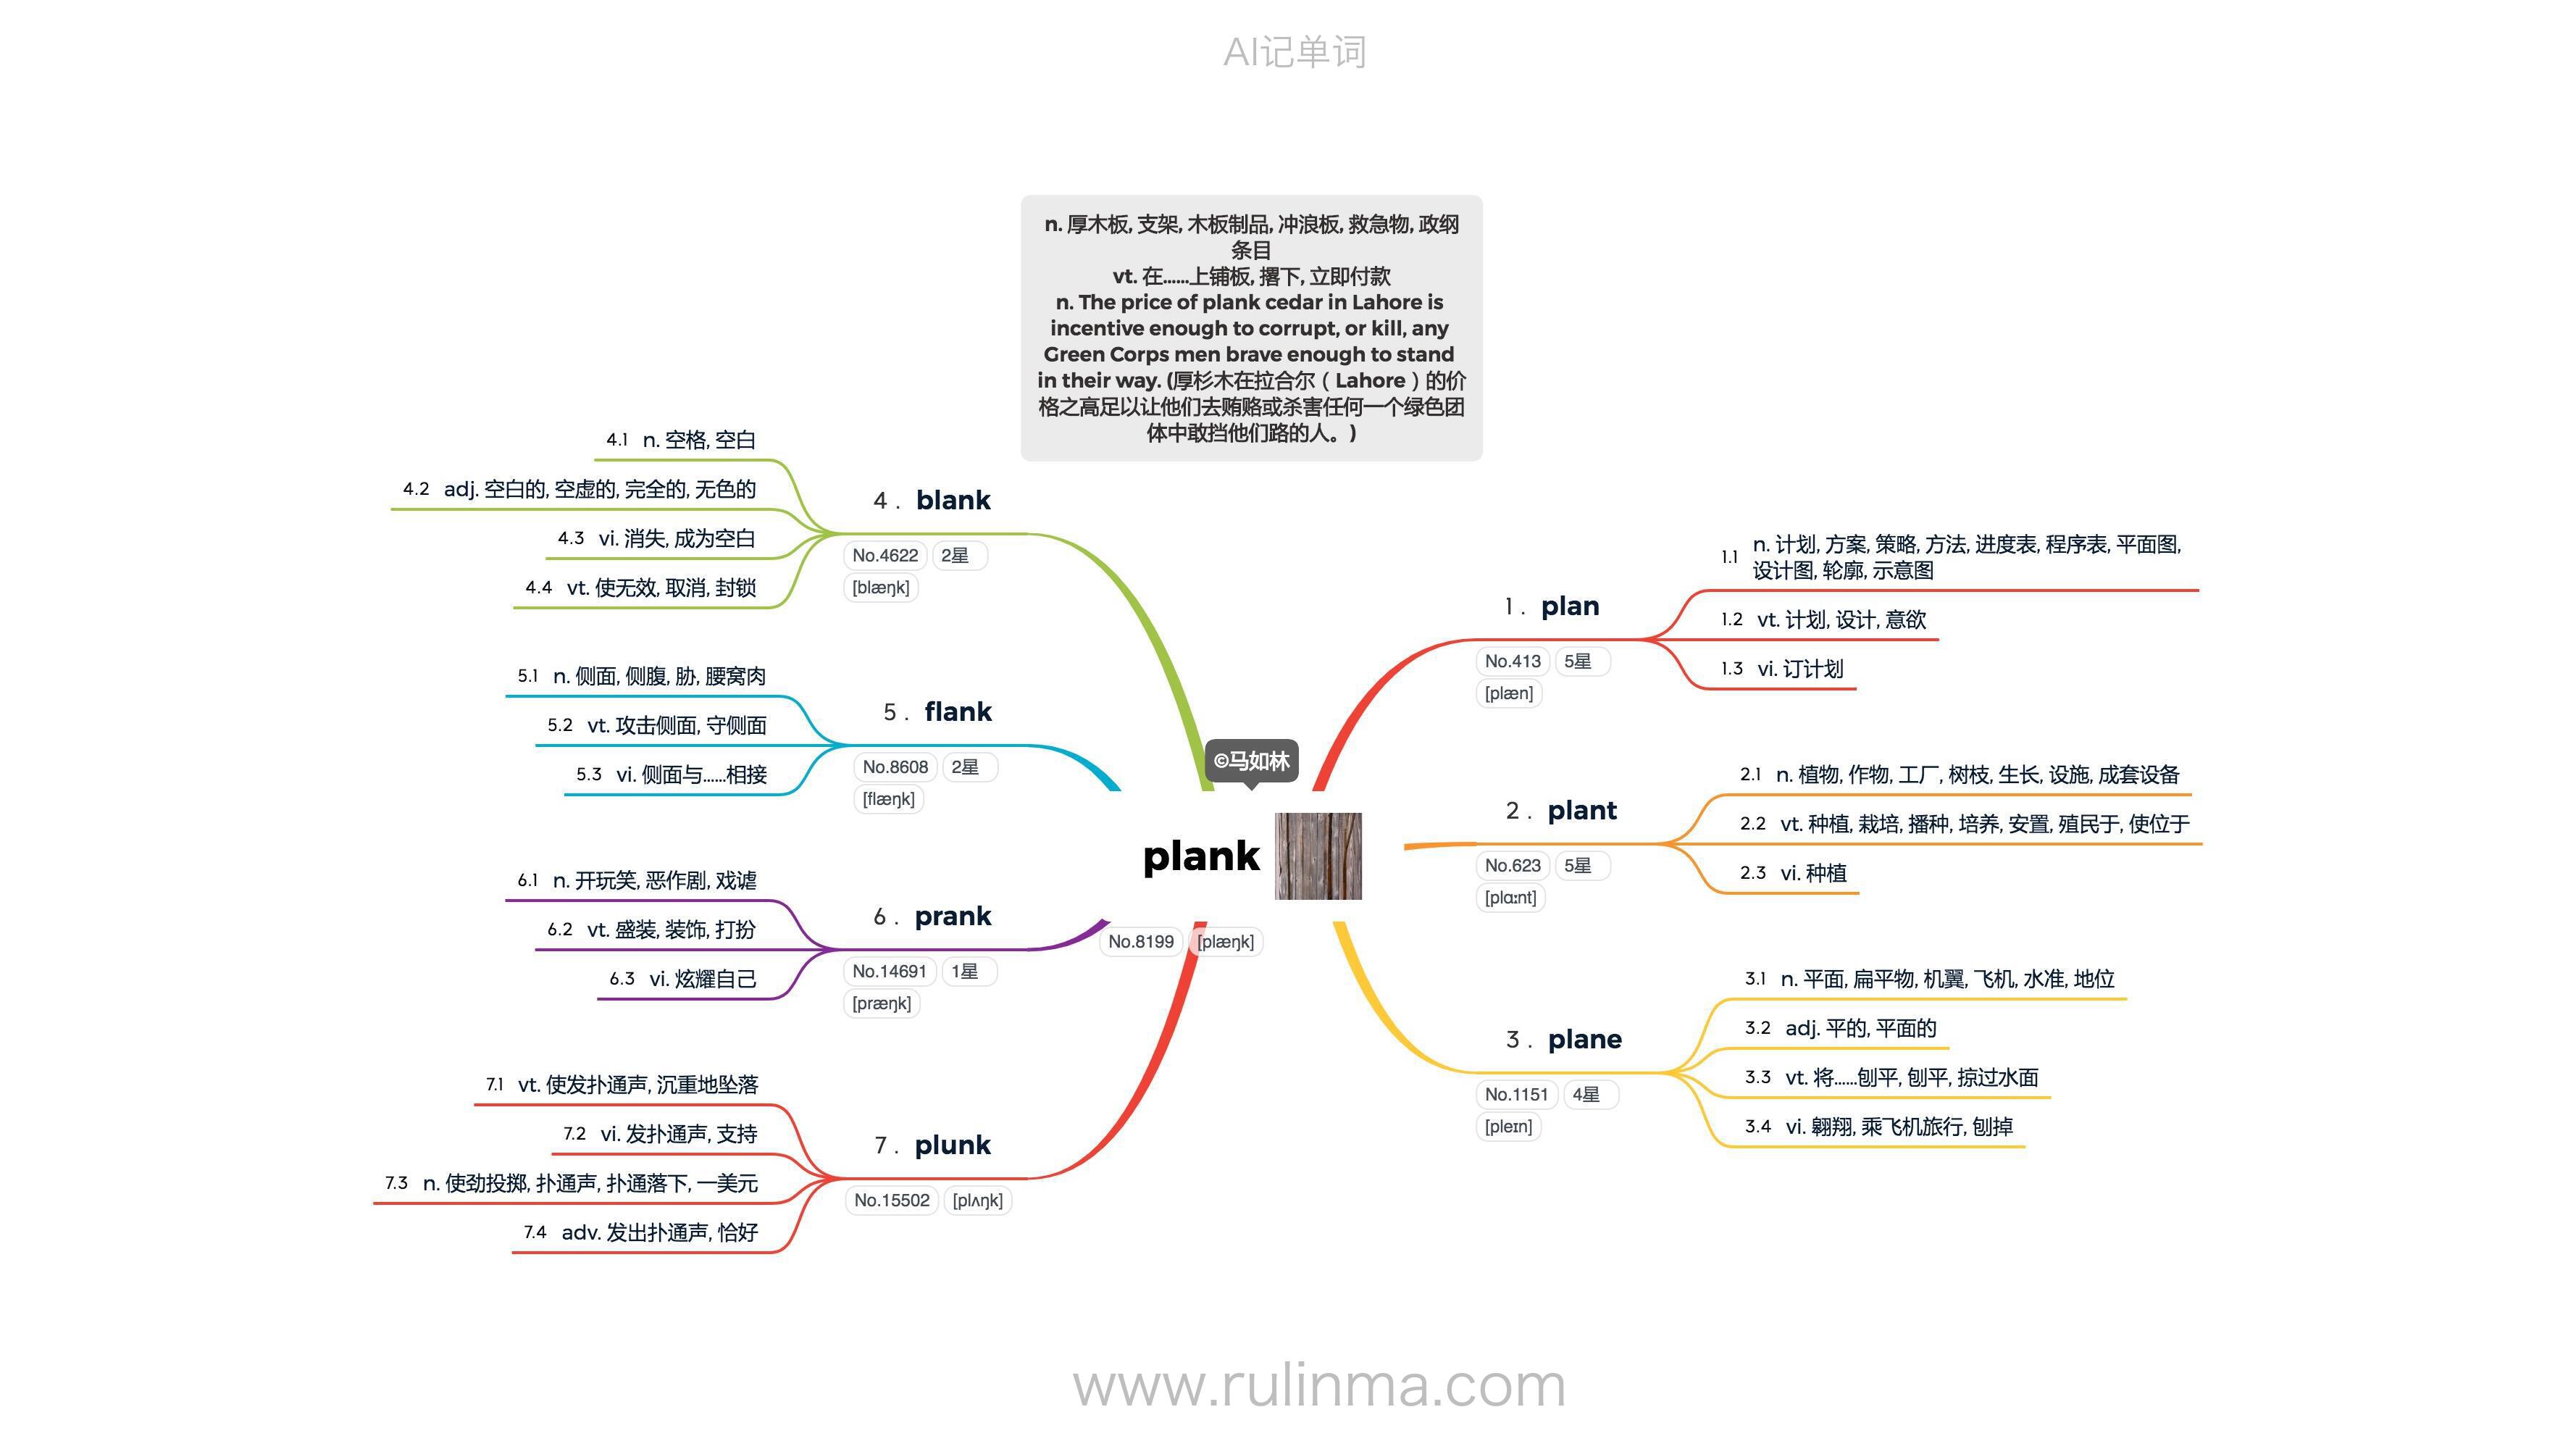 AI记单词
n. 厚木板, 支架, 木板制品, 冲浪板, 救急物, 政纲
条目
vt. 在……上铺板, 撂下, 立即付款
n. The price of plank cedar in Lahore is
incentive enough to corrupt, or kill, any
Green Corps men brave enough to stand
in their way. (厚杉木在拉合尔（Lahore）的价
格之高足以让他们去贿赂或杀害任何一个绿色团
体中敢挡他们路的人。)
©马如林
plank
No.8199 [plæŋk]
1. plan
No.413 5星
[plæn]
1.1 n. 计划, 方案, 策略, 方法, 进度表, 程序表, 平面图,
设计图, 轮廓, 示意图
1.2 vt. 计划, 设计, 意欲
1.3 vi. 订计划
2. plant
No.623 5星
[plɑːnt]
2.1 n. 植物, 作物, 工厂, 树枝, 生长, 设施, 成套设备
2.2 vt. 种植, 栽培, 播种, 培养, 安置, 殖民于, 使位于
2.3 vi. 种植
3. plane
No.1151 4星
[pleɪn]
3.1 n. 平面, 扁平物, 机翼, 飞机, 水准, 地位
3.2 adj. 平的, 平面的
3.3 vt. 将……刨平, 刨平, 掠过水面
3.4 vi. 翱翔, 乘飞机旅行, 刨掉
4. blank
No.4622 2星
[blæŋk]
4.1 n. 空格, 空白
4.2 adj. 空白的, 空虚的, 完全的, 无色的
4.3 vi. 消失, 成为空白
4.4 vt. 使无效, 取消, 封锁
5. flank
No.8608 2星
[flæŋk]
5.1 n. 侧面, 侧腹, 胁, 腰窝肉
5.2 vt. 攻击侧面, 守侧面
5.3 vi. 侧面与……相接
6. prank
No.14691 1星
[præŋk]
6.1 n. 开玩笑, 恶作剧, 戏谑
6.2 vt. 盛装, 装饰, 打扮
6.3 vi. 炫耀自己
7. plunk
No.15502 [plʌŋk]
7.1 vt. 使发扑通声, 沉重地坠落
7.2 vi. 发扑通声, 支持
7.3 n. 使劲投掷, 扑通声, 扑通落下, 一美元
7.4 adv. 发出扑通声, 恰好
www.rulinma.com